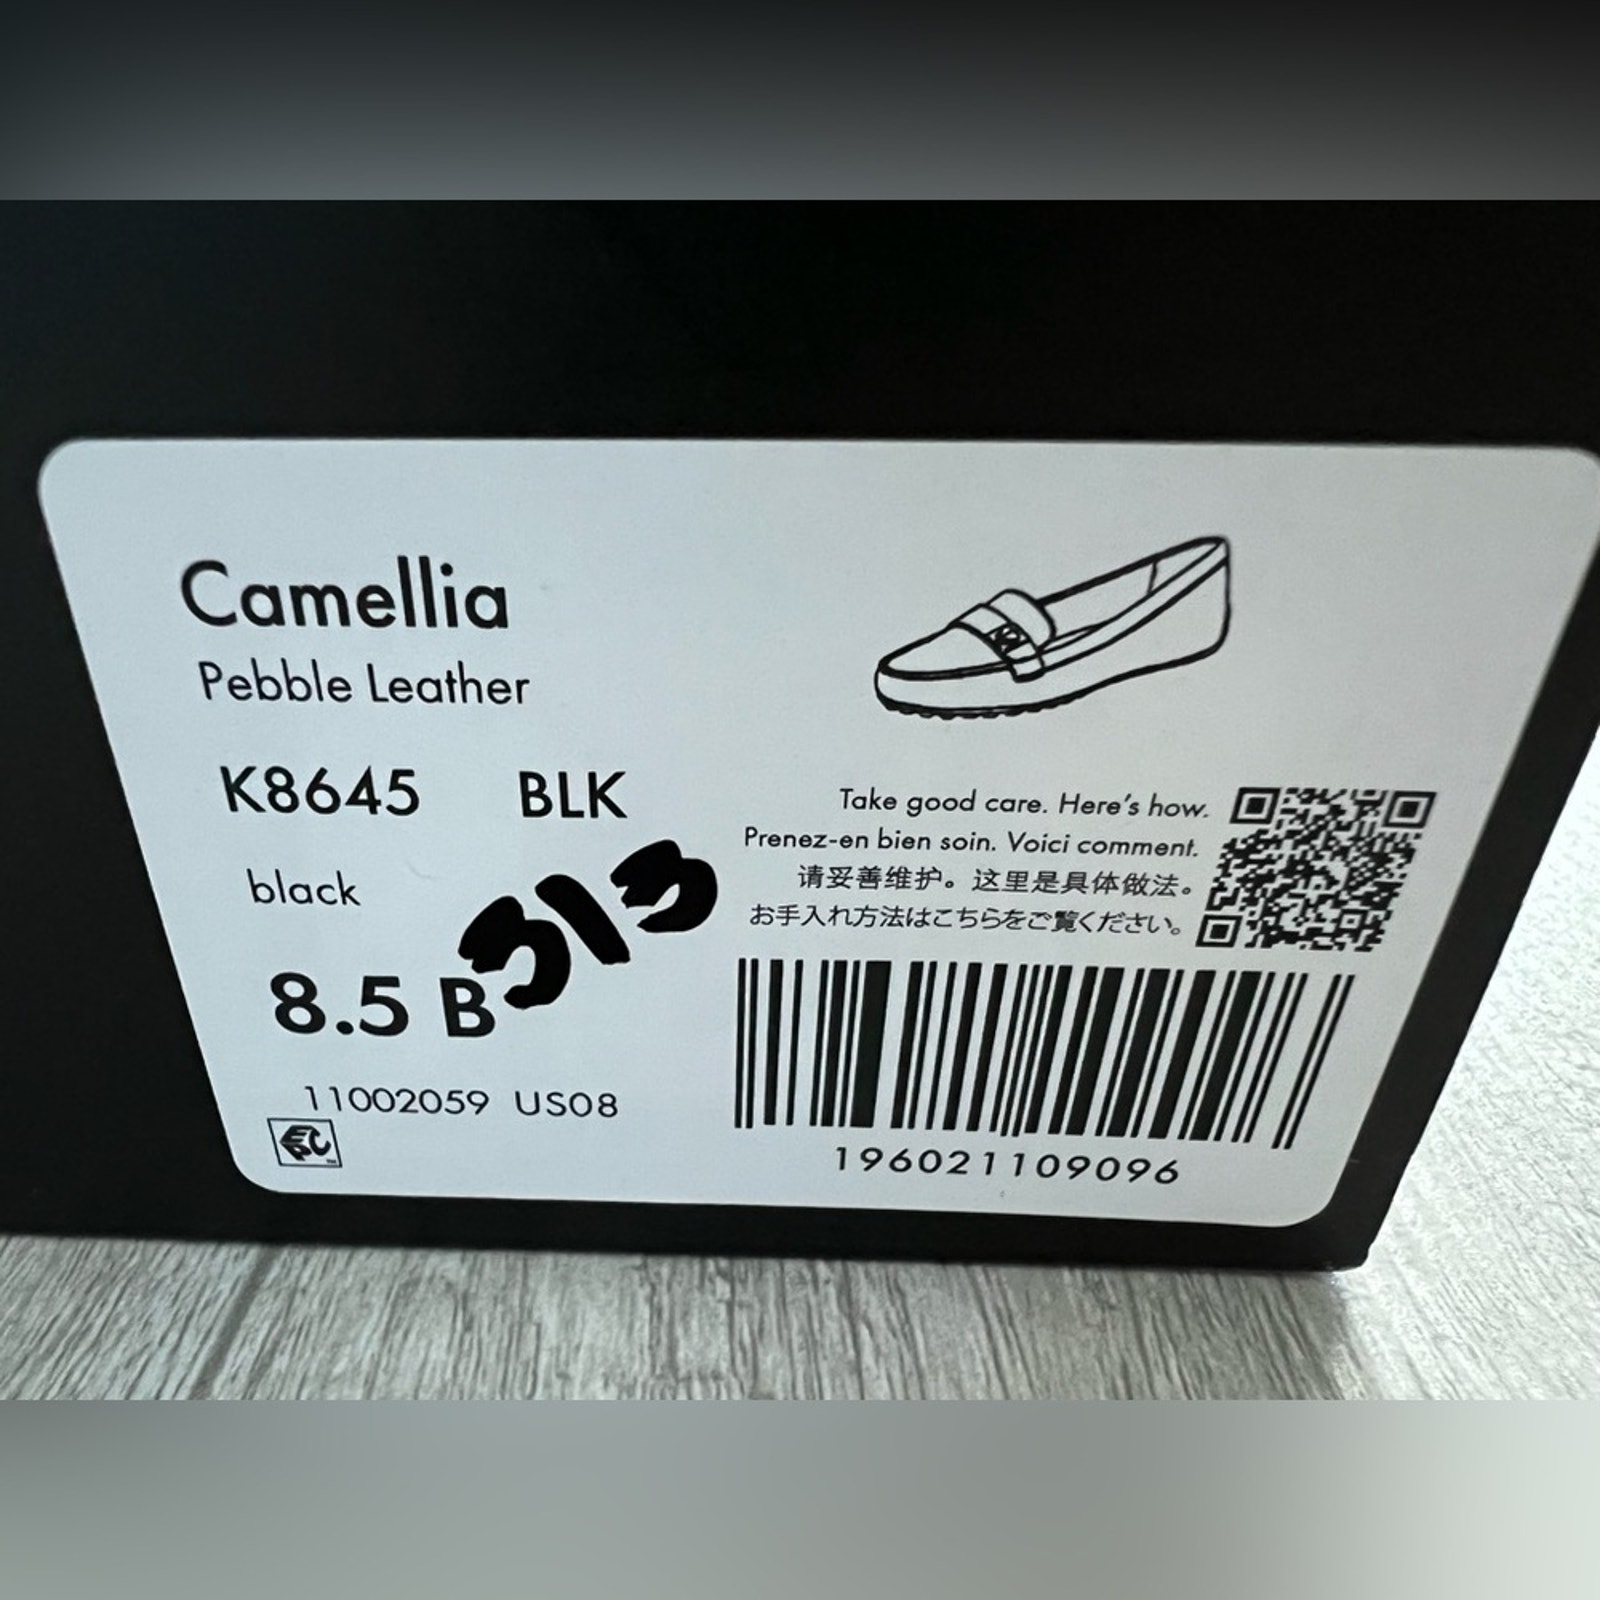 Camellia
Pebble Leather
K8645 BLK
black
313
8.5 B
11002059 US08
EPC
Take good care. Here's how.
Prenez-en bien soin. Voici comment.
请妥善维护。这里是具体做法。
お手入れ方法はこちらをご覧ください。
196021109096